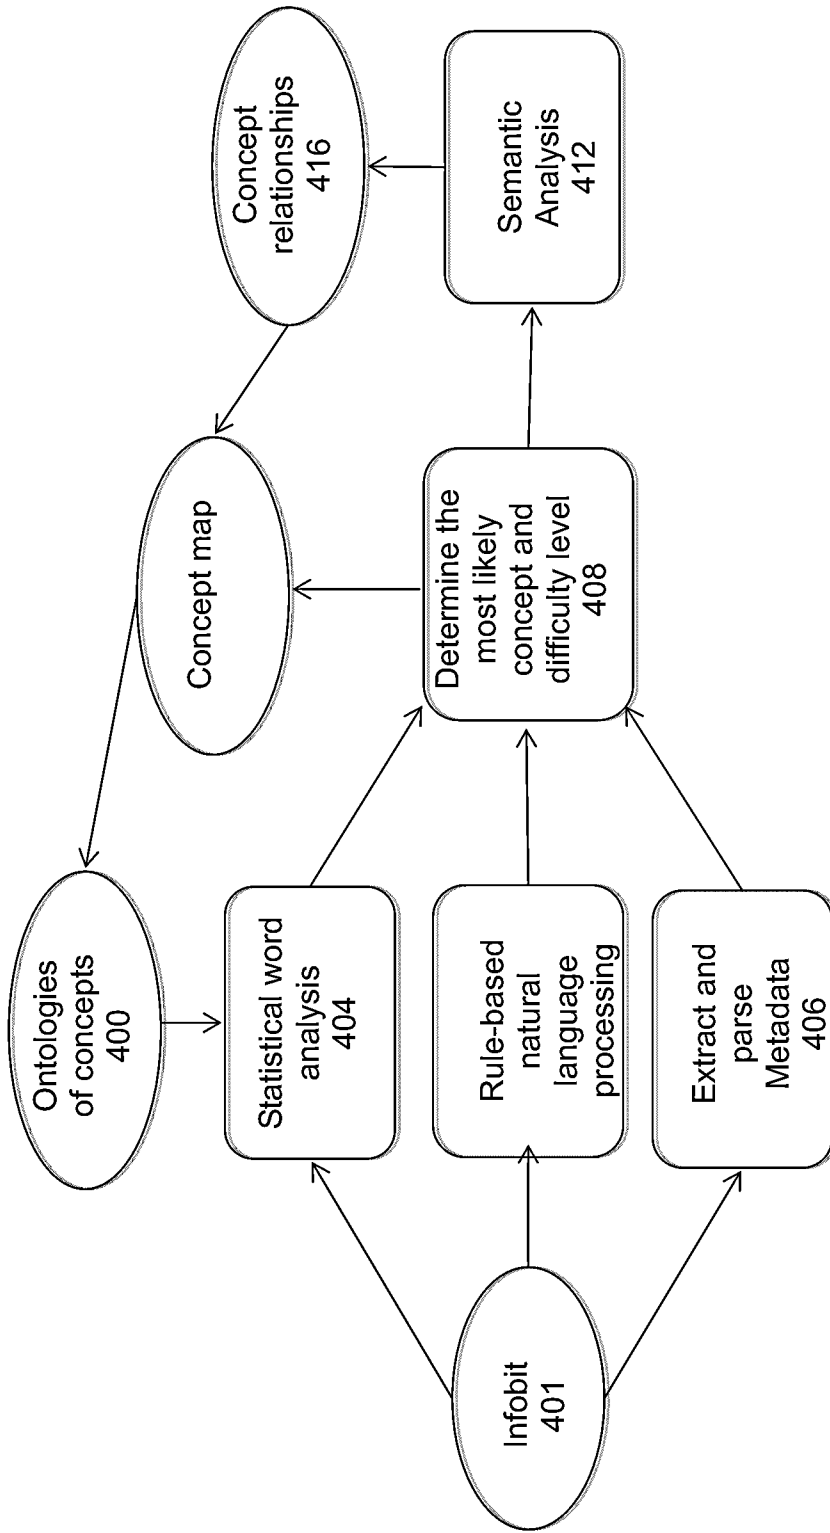 Ontologies
of concepts
400
Concept map
Concept
relationships
416
Statistical word
analysis
404
Infobit
401
Rule-based
natural
language
processing
Determine the
most likely
concept and
difficulty level
408
Semantic
Analysis
412
Extract and
parse
Metadata
406